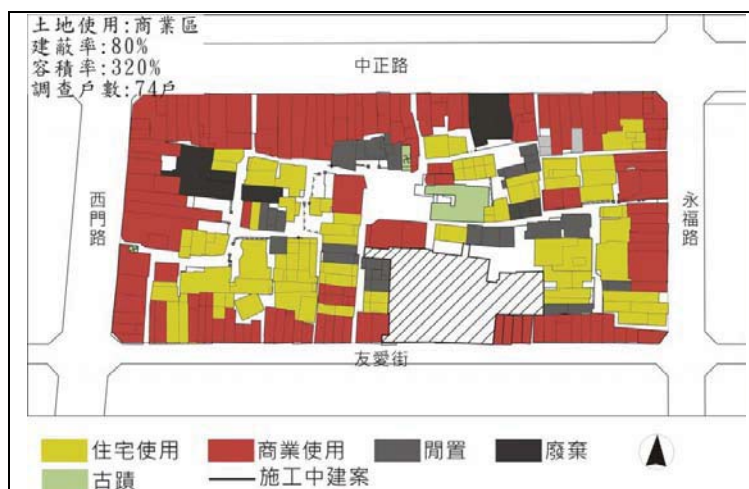 土地使用:商業區
建蔽率:80%
容積率:320%
調查戶數:74戶
中正路
西門路
永福路
友愛街
住宅使用
商業使用
閒置
廢棄
古蹟
施工中建案